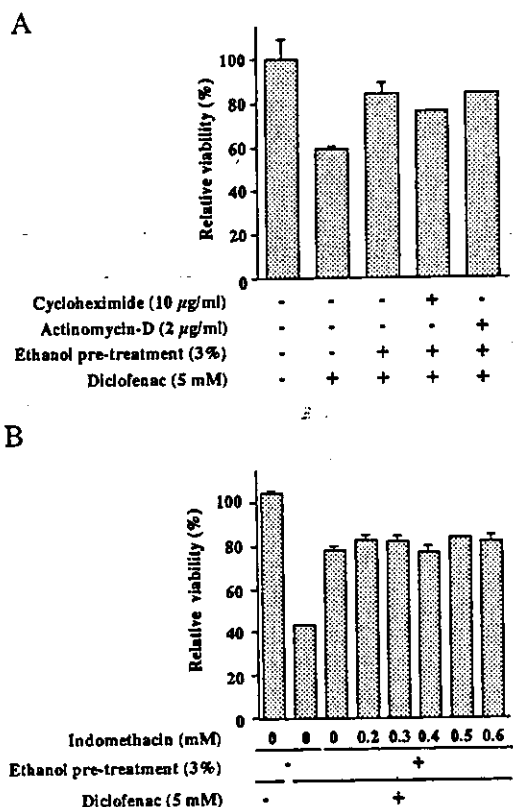 A
Relative viability (%)
100
80
60
40
20
0
Cycloheximide (10 µg/ml) - - - + -
Actinomycin-D (2 µg/ml) - - - - +
Ethanol pre-treatment (3%) - - + + +
Diclofenac (5 mM) - + + + +
B
Relative viability (%)
100
80
60
40
20
0
Indomethacin (mM) 0 0 0 0.2 0.3 0.4 0.5 0.6
Ethanol pre-treatment (3%) - +
Diclofenac (5 mM) - +